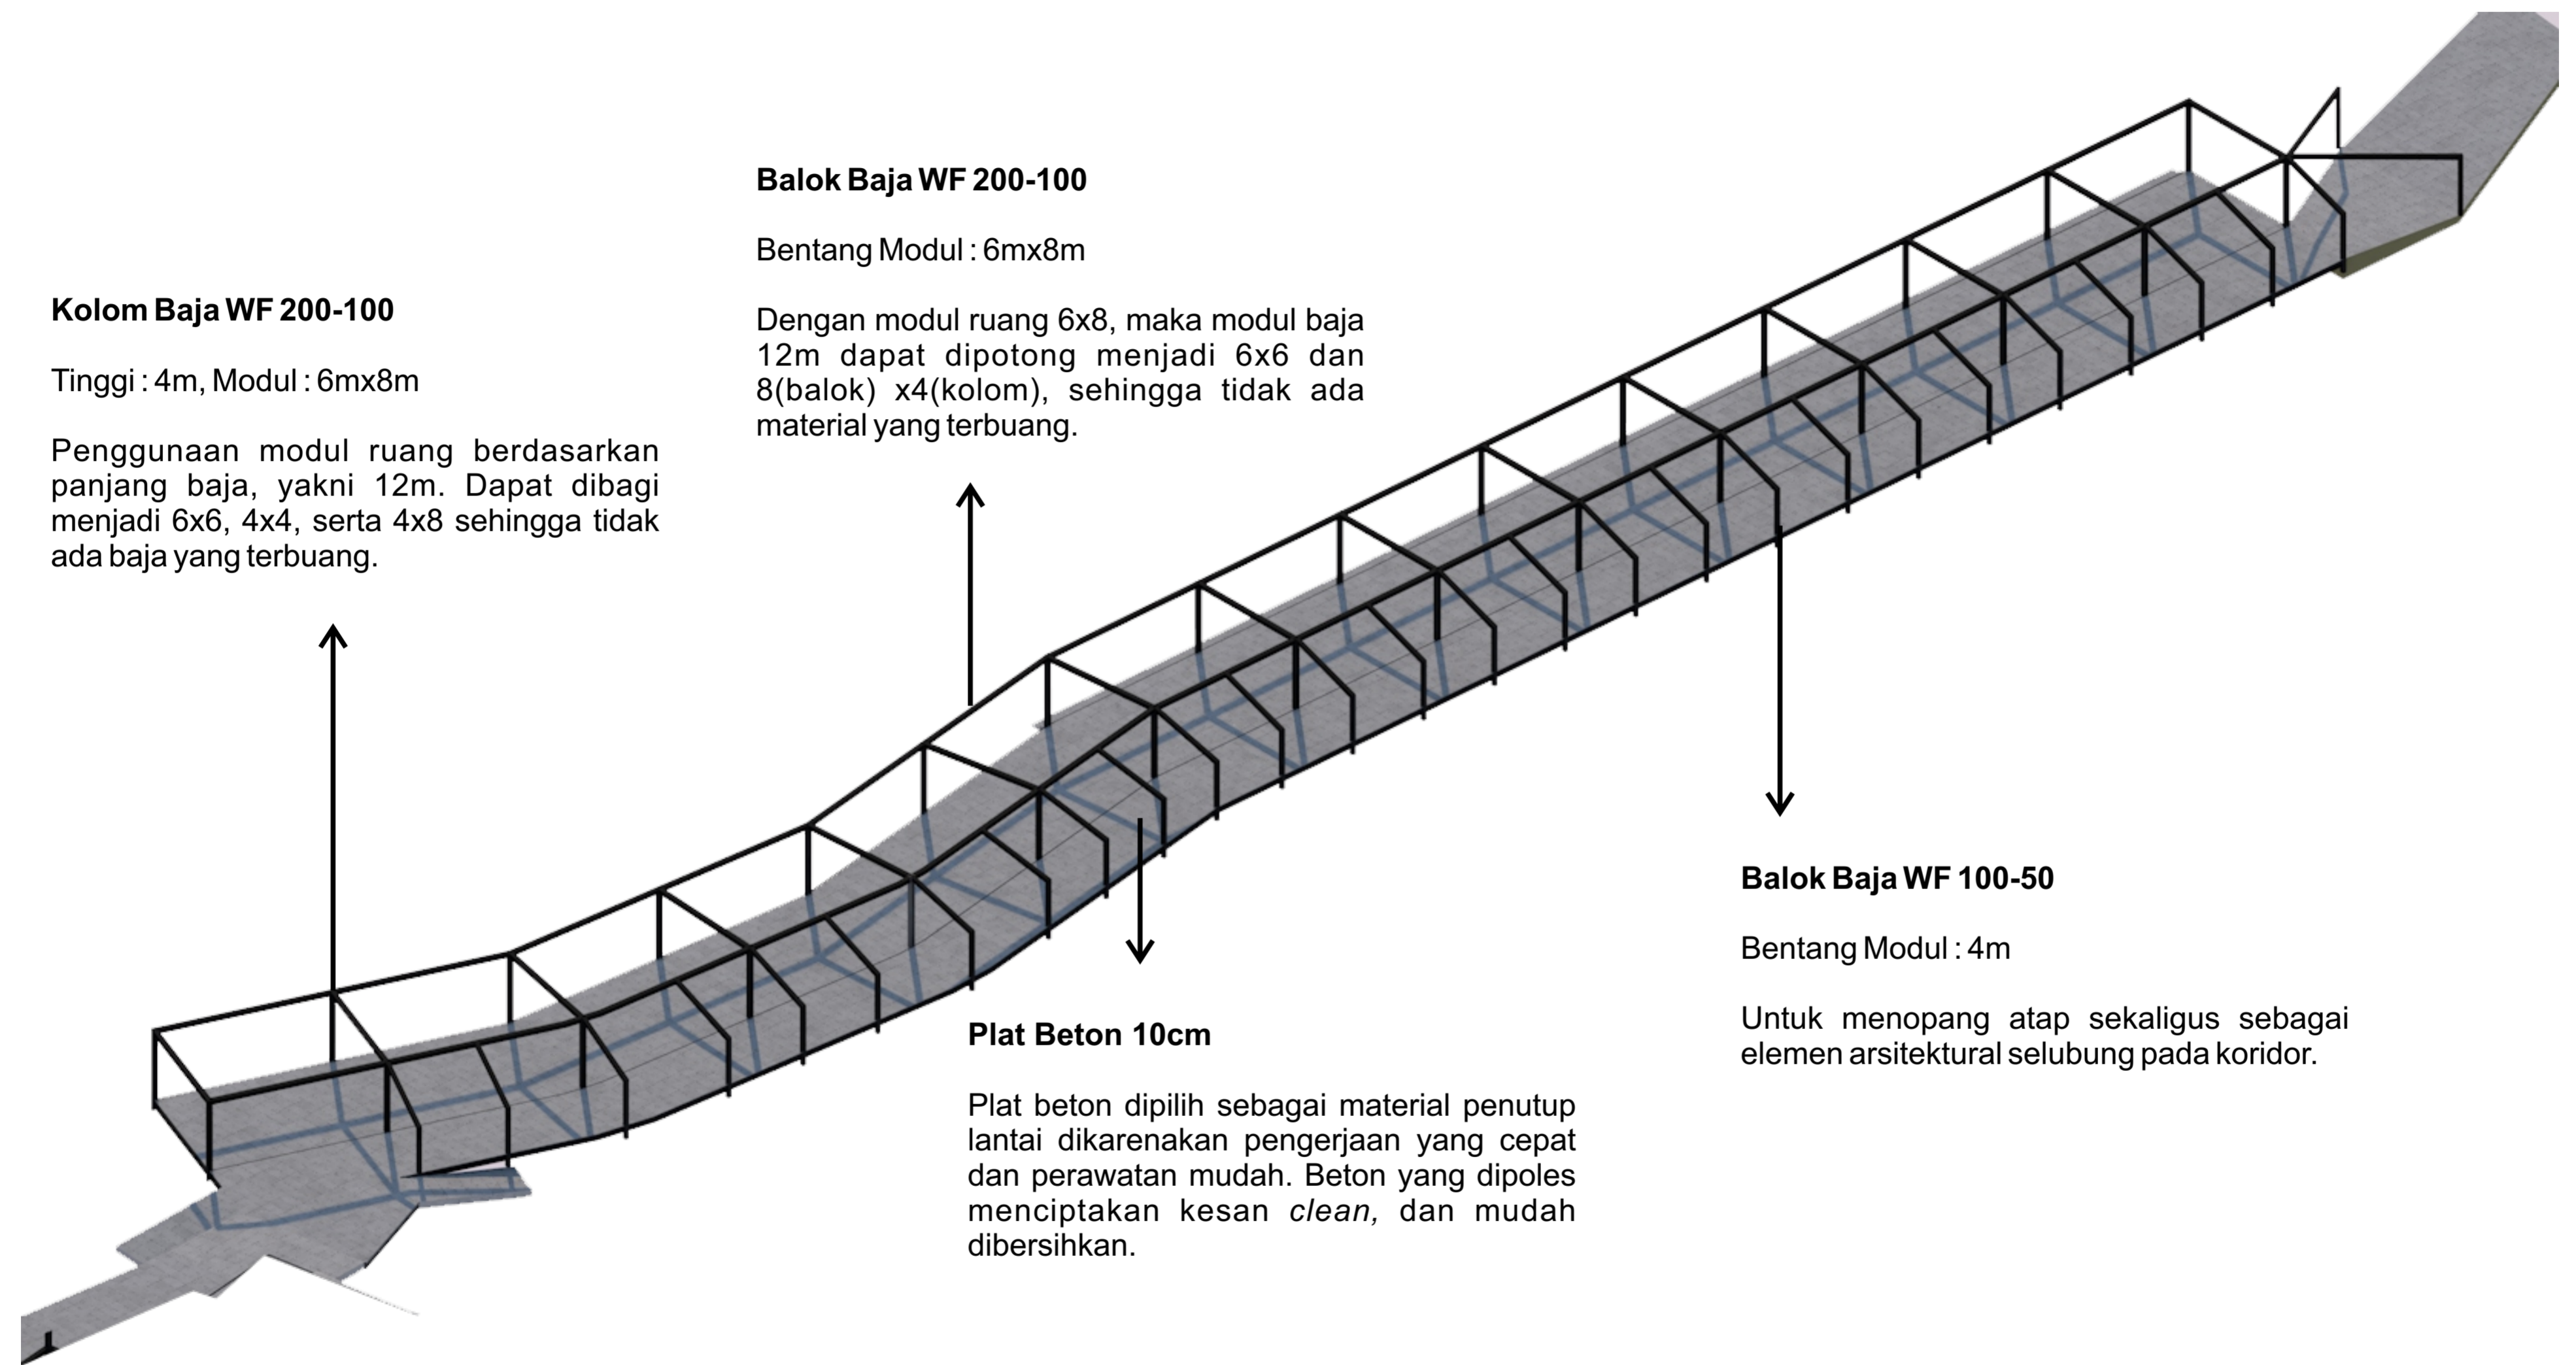 Kolom Baja WF 200-100
Tinggi : 4m, Modul : 6mx8m
Penggunaan modul ruang berdasarkan
panjang baja, yakni 12m. Dapat dibagi
menjadi 6x6, 4x4, serta 4x8 sehingga tidak
ada baja yang terbuang.
Balok Baja WF 200-100
Bentang Modul : 6mx8m
Dengan modul ruang 6x8, maka modul baja
12m dapat dipotong menjadi 6x6 dan
8(balok) x4(kolom), sehingga tidak ada
material yang terbuang.
Plat Beton 10cm
Plat beton dipilih sebagai material penutup
lantai dikarenakan pengerjaan yang cepat
dan perawatan mudah. Beton yang dipoles
menciptakan kesan clean, dan mudah
dibersihkan.
Balok Baja WF 100-50
Bentang Modul : 4m
Untuk menopang atap sekaligus sebagai
elemen arsitektural selubung pada koridor.